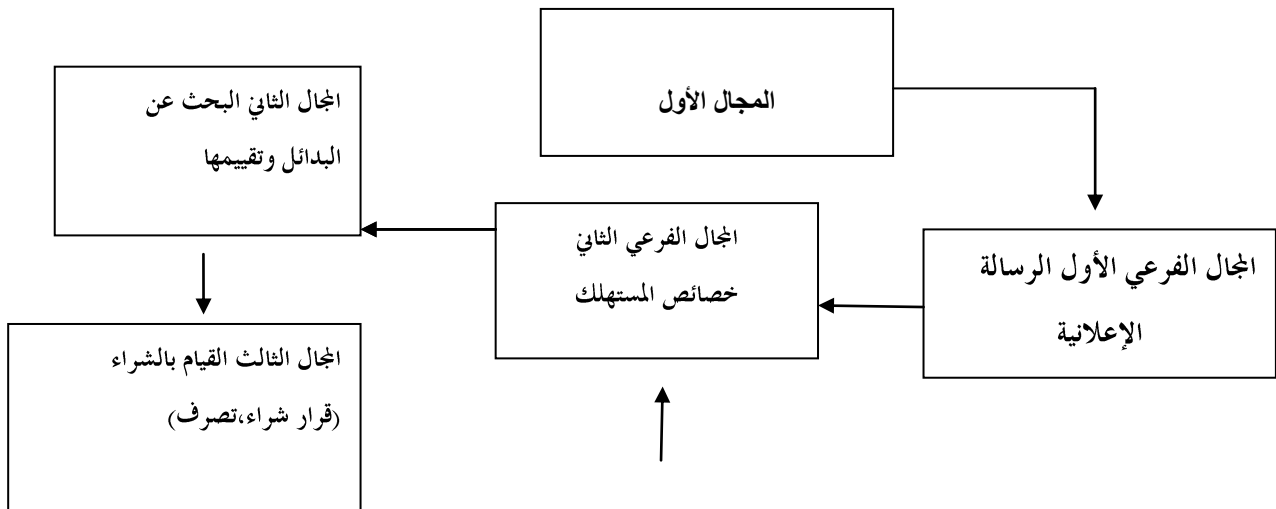 المجال الأول
المجال الثاني البحث عن
البدائل وتقييمها
المجال الفرعي الأول الرسالة
الإعلانية
المجال الفرعي الثاني
خصائص المستهلك
المجال الثالث القيام بالشراء
(قرار شراء،تصرف)